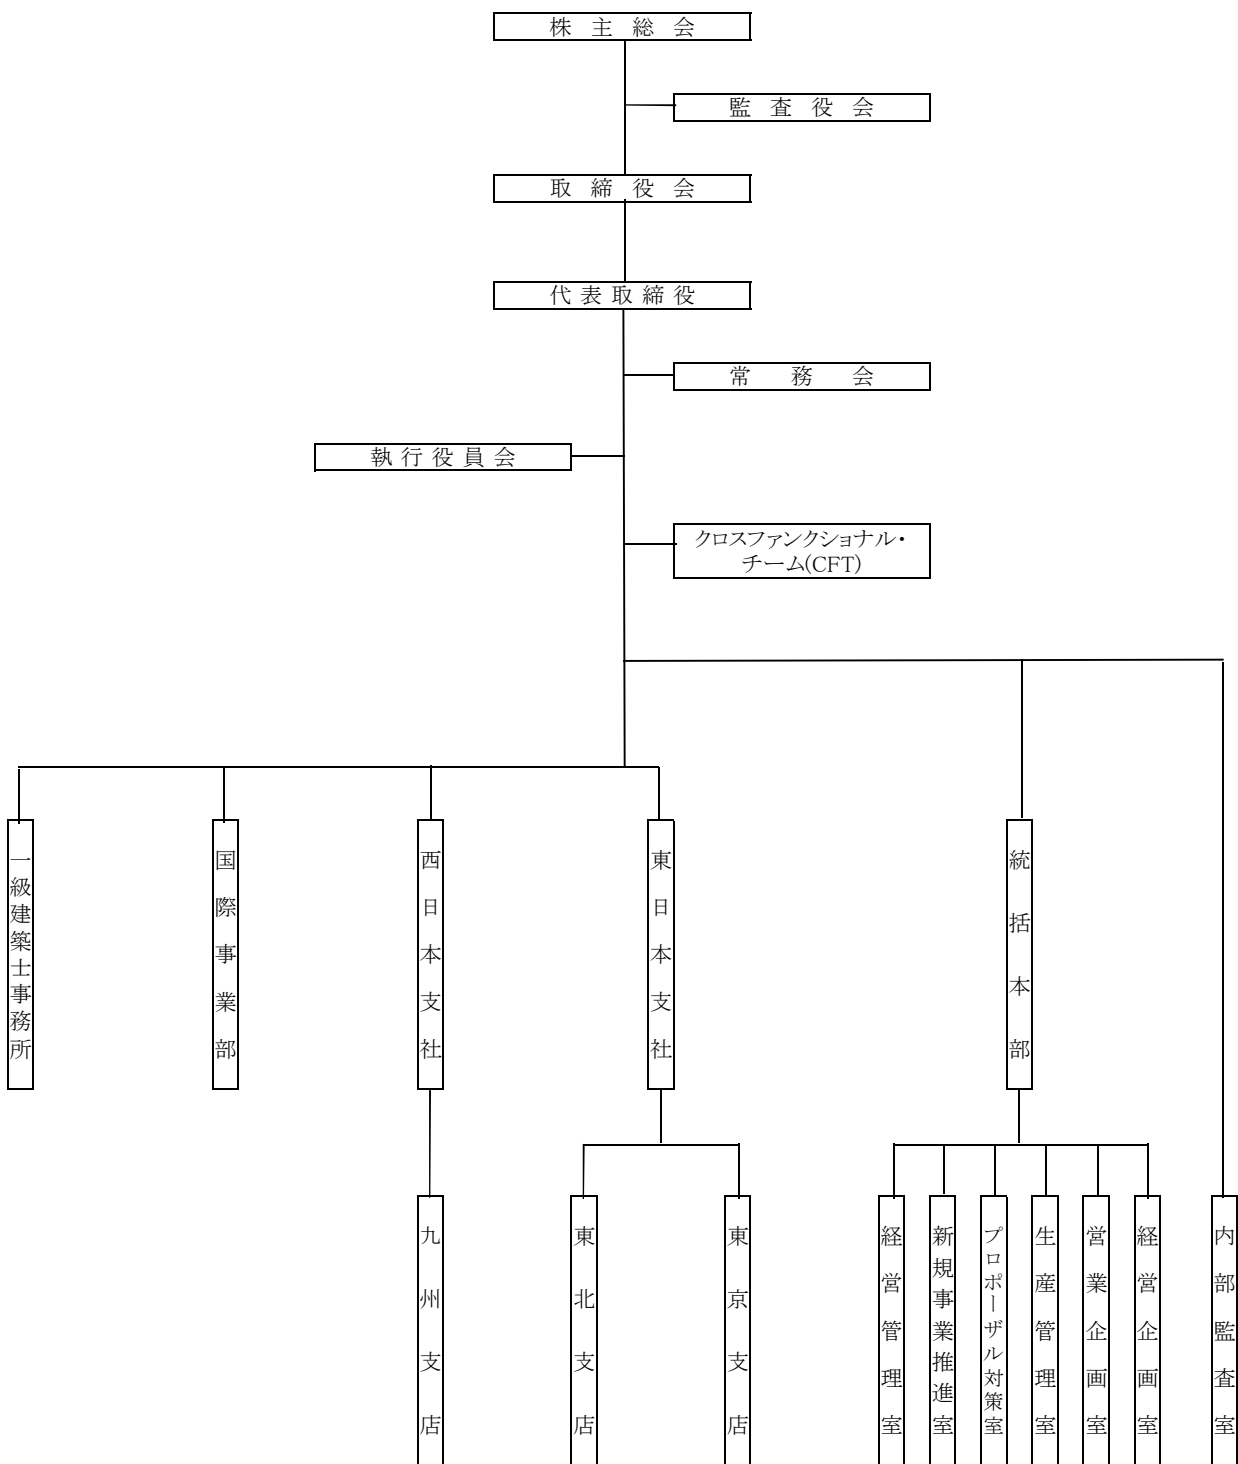 株主総会
監査役会
取締役会
代表取締役
常務会
執行役員会
クロスファンクショナル・
チーム(CFT)
一級建築士事務所
国際事業部
西日本支社
東日本支社
統括本部
九州支店
東北支店
東京支店
経営管理室
新規事業推進室
プロポーザル対策室
生産管理室
営業企画室
経営企画室
内部監査室